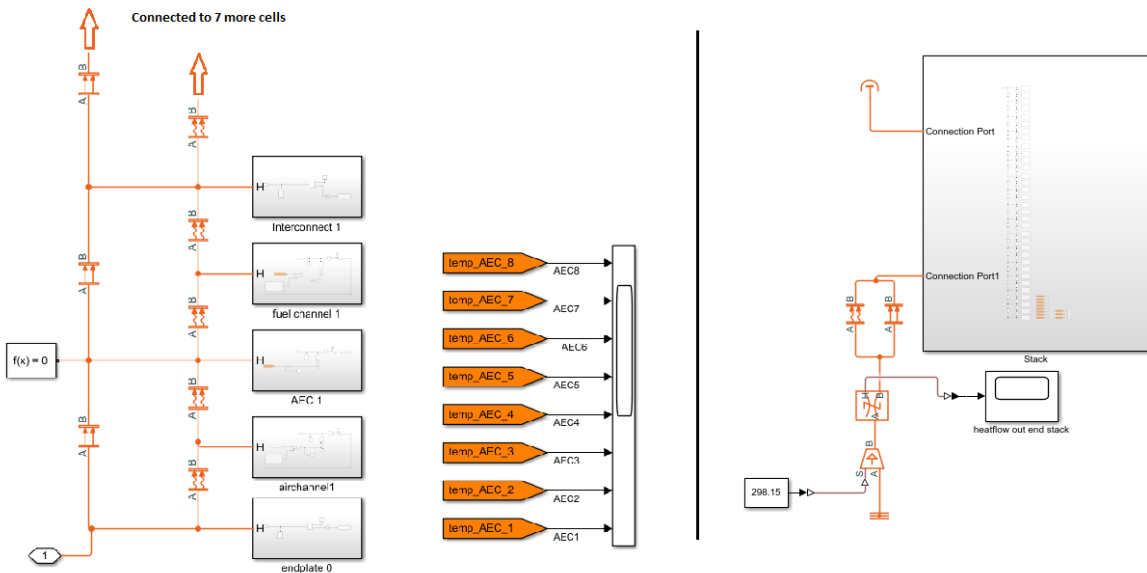 Connected to 7 more cells
B
A
B
A
H
Interconnect 1
B
A
B
A
H
fuel channel 1
B
A
f(x) = 0
H
AEC 1
B
A
B
A
H
airchannel1
B
A
H
endplate 0
1
temp_AEC_8
AEC8
temp_AEC_7
AEC7
temp_AEC_6
AEC6
temp_AEC_5
AEC5
temp_AEC_4
AEC4
temp_AEC_3
AEC3
temp_AEC_2
AEC2
temp_AEC_1
AEC1
Connection Port
Connection Port1
Stack
B
A
B
A
H
B
A
heatflow out end stack
B
S
A
298.15